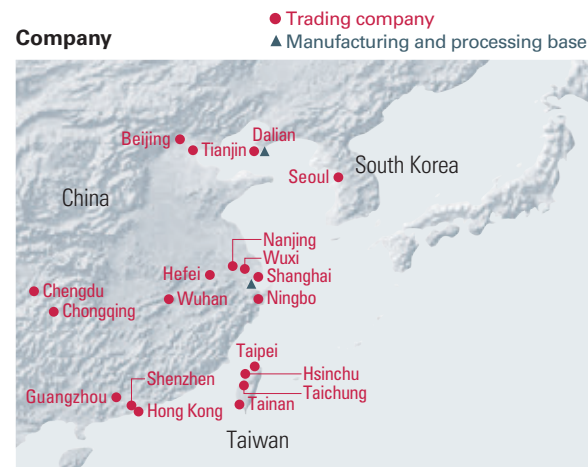 Company
● Trading company
▲ Manufacturing and processing base
Beijing
Tianjin
Dalian
South Korea
Seoul
China
Nanjing
Wuxi
Hefei
Shanghai
Chengdu
Wuhan
Ningbo
Chongqing
Taipei
Shenzhen
Hsinchu
Guangzhou
Taichung
Hong Kong
Tainan
Taiwan